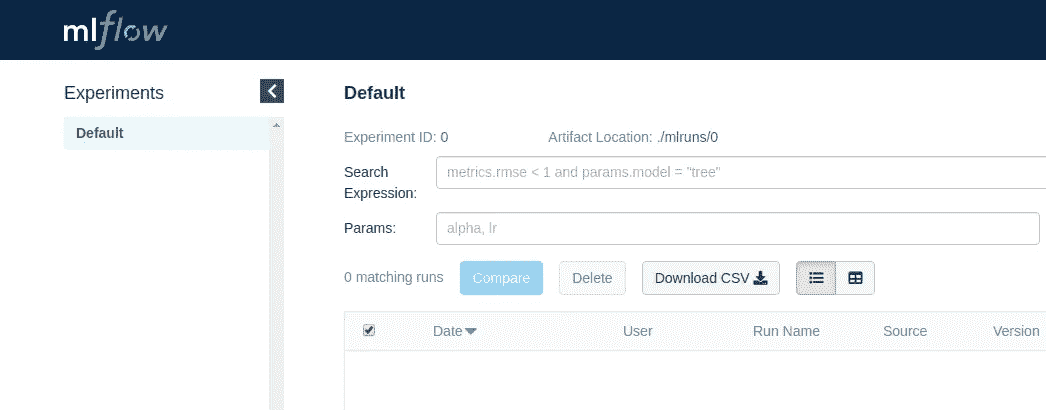 mlflow
Experiments
Default
Default
Experiment ID: 0 Artifact Location: ./mlruns/0
Search Expression: metrics.rmse < 1 and params.model = "tree"
Params: alpha, lr
0 matching runs Compare Delete Download CSV
Date User Run Name Source Version